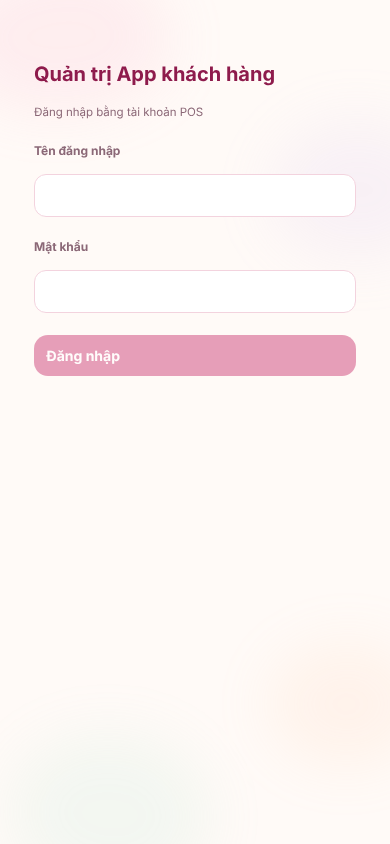 Quản trị App khách hàng
Đăng nhập bằng tài khoản POS
Tên đăng nhập
Mật khẩu
Đăng nhập